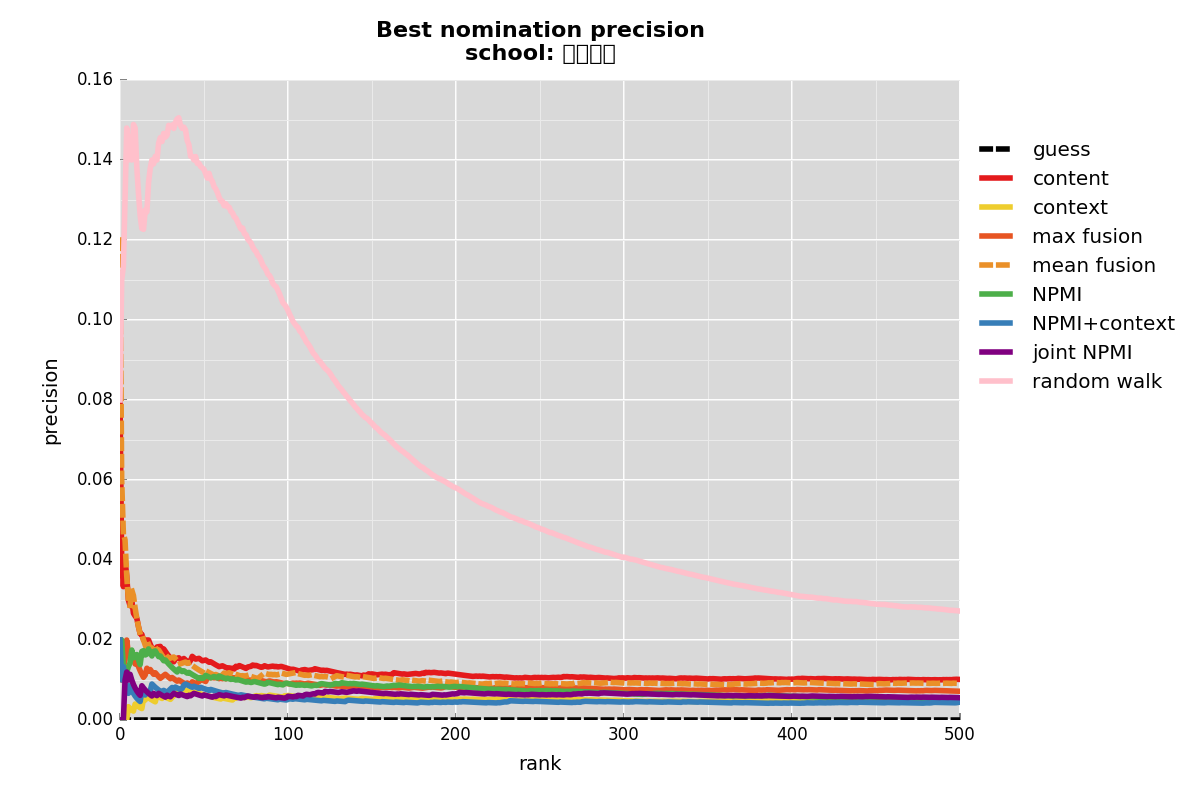 Best nomination precision
school:
0.16
0.14
0.12
0.10
0.08
0.06
0.04
0.02
0.00
precision
0
100
200
300
400
500
rank
guess
content
context
max fusion
mean fusion
NPMI
NPMI+context
joint NPMI
random walk